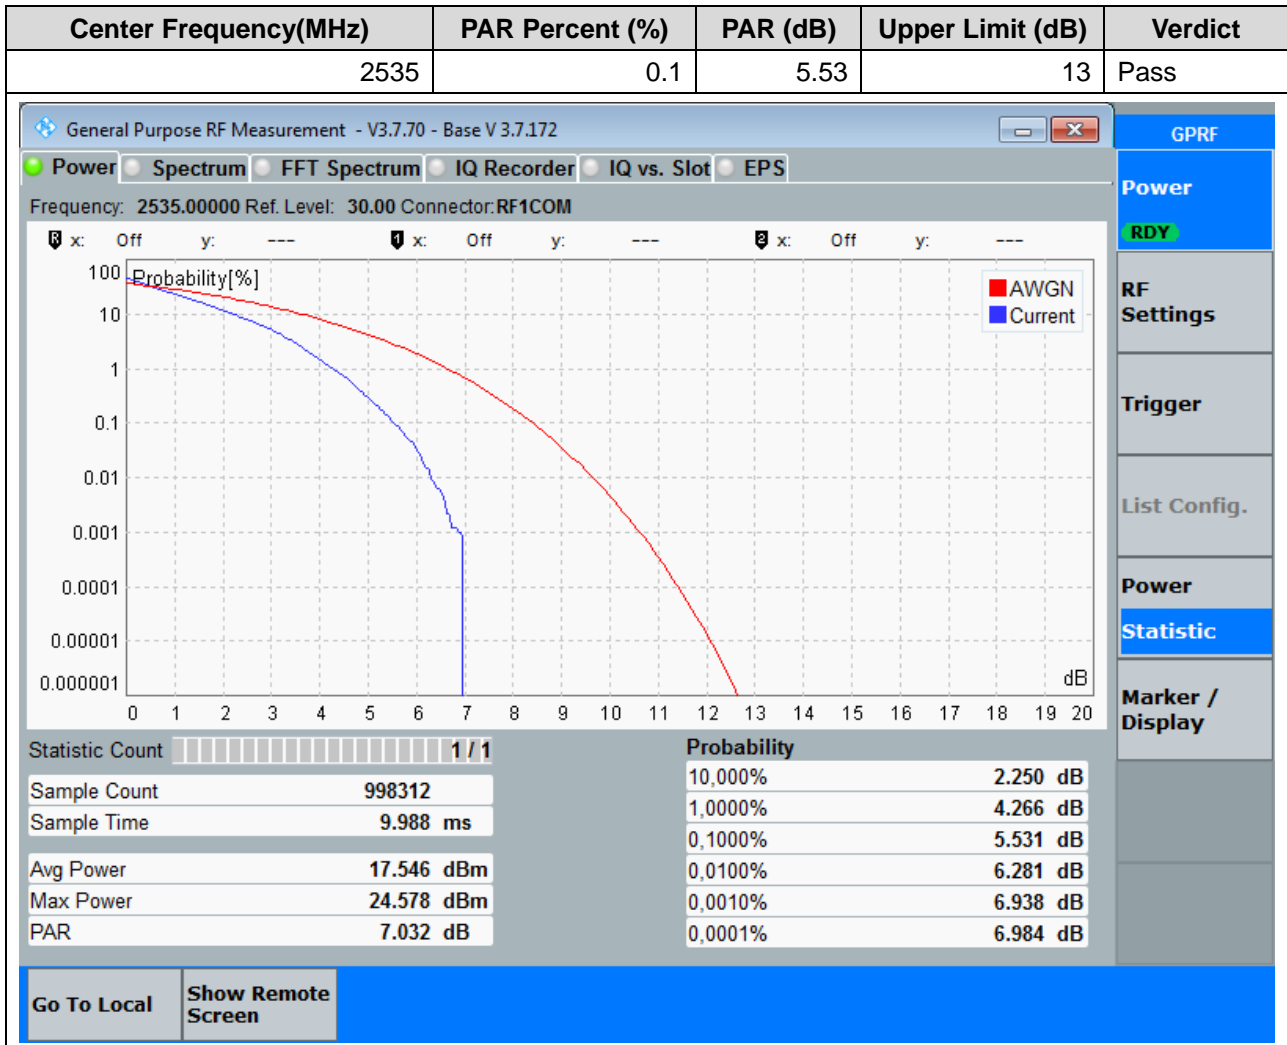 Center Frequency(MHz) PAR Percent (%) PAR (dB) Upper Limit (dB) Verdict
2535 0.1 5.53 13 Pass
General Purpose RF Measurement - V3.7.70 - Base V 3.7.172
Power Spectrum FFT Spectrum IQ Recorder IQ vs. Slot EPS
Frequency: 2535.00000 Ref. Level: 30.00 Connector: RF1COM
R x: Off y: --- 1 x: Off y: --- 2 x: Off y: ---
Probability[%]
AWGN
Current
100
10
1
0.1
0.01
0.001
0.0001
0.00001
0.000001
dB
0 1 2 3 4 5 6 7 8 9 10 11 12 13 14 15 16 17 18 19 20
Statistic Count 1 / 1
Sample Count 998312
Sample Time 9.988 ms
Avg Power 17.546 dBm
Max Power 24.578 dBm
PAR 7.032 dB
Probability
10,000% 2.250 dB
1,0000% 4.266 dB
0,1000% 5.531 dB
0,0100% 6.281 dB
0,0010% 6.938 dB
0,0001% 6.984 dB
GPRF
Power
RDY
RF
Settings
Trigger
List Config.
Power
Statistic
Marker /
Display
Go To Local
Show Remote
Screen